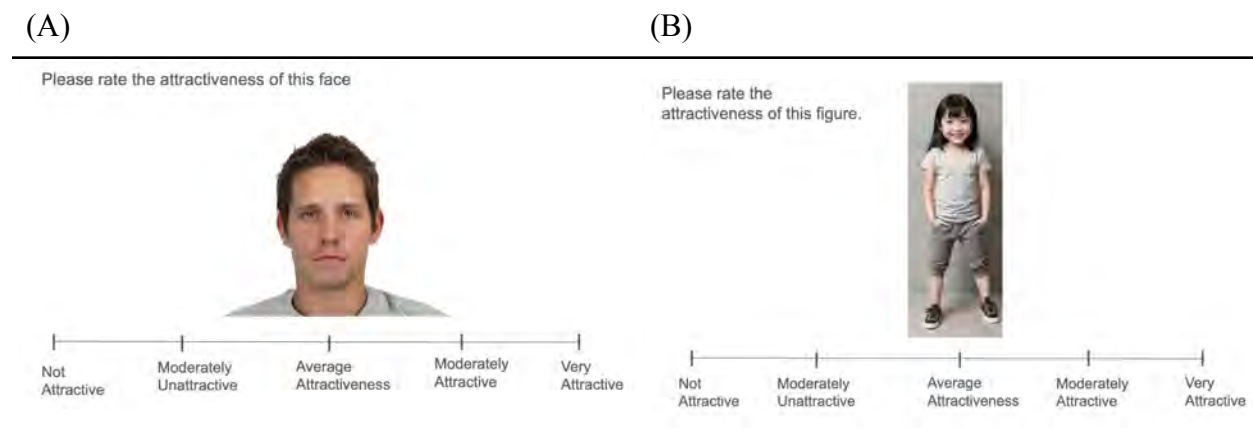 (A)
(B)
Please rate the attractiveness of this face
Please rate the
attractiveness of this figure.
Not
Attractive
Moderately
Unattractive
Average
Attractiveness
Moderately
Attractive
Very
Attractive
Not
Attractive
Moderately
Unattractive
Average
Attractiveness
Moderately
Attractive
Very
Attractive